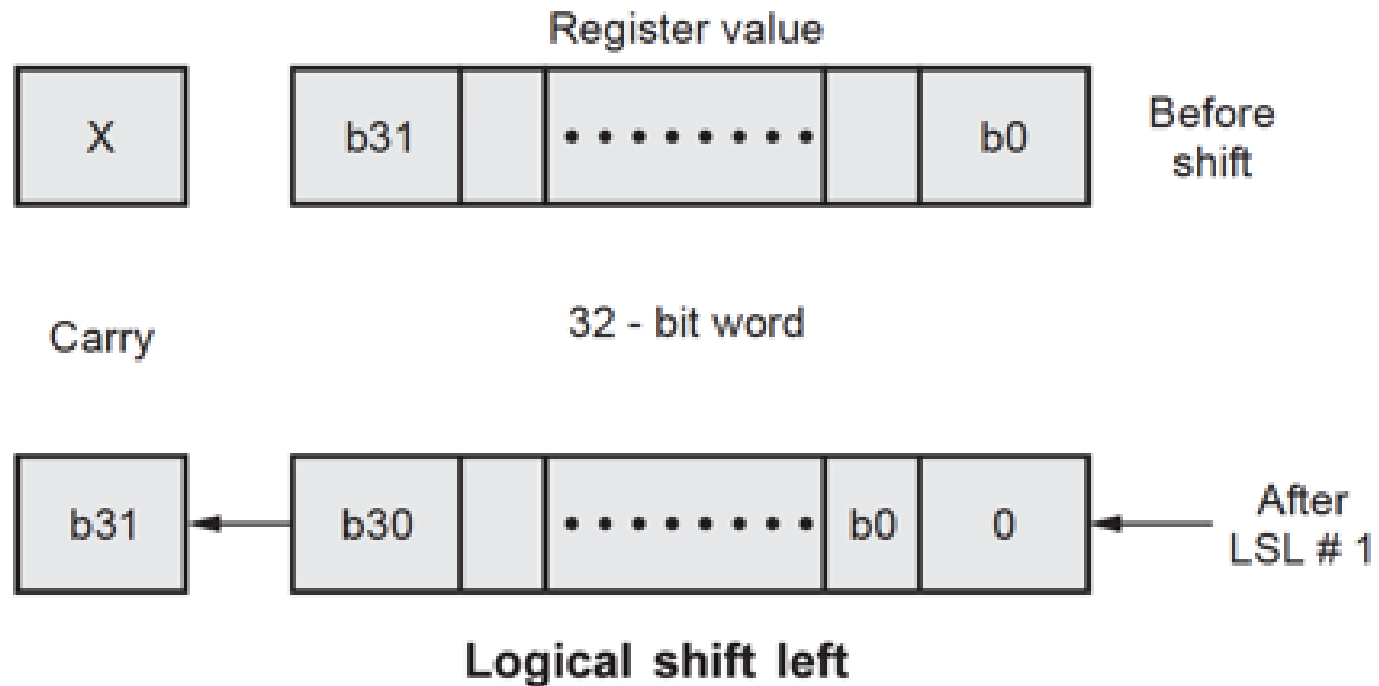 Register value
X b31 b0 Before
shift
Carry 32 - bit word
b31 b30 b0 0 After
LSL # 1
Logical shift left